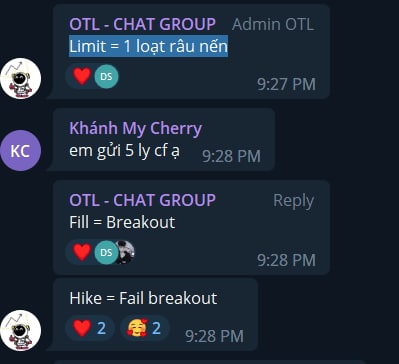 OTL - CHAT GROUP Admin OTL
Limit = 1 loạt râu nến
DS 9:27 PM
KC Khánh My Cherry
em gửi 5 ly cf ạ 9:28 PM
OTL - CHAT GROUP Reply
Fill = Breakout
DS 9:28 PM
Hike = Fail breakout
2 2 9:28 PM